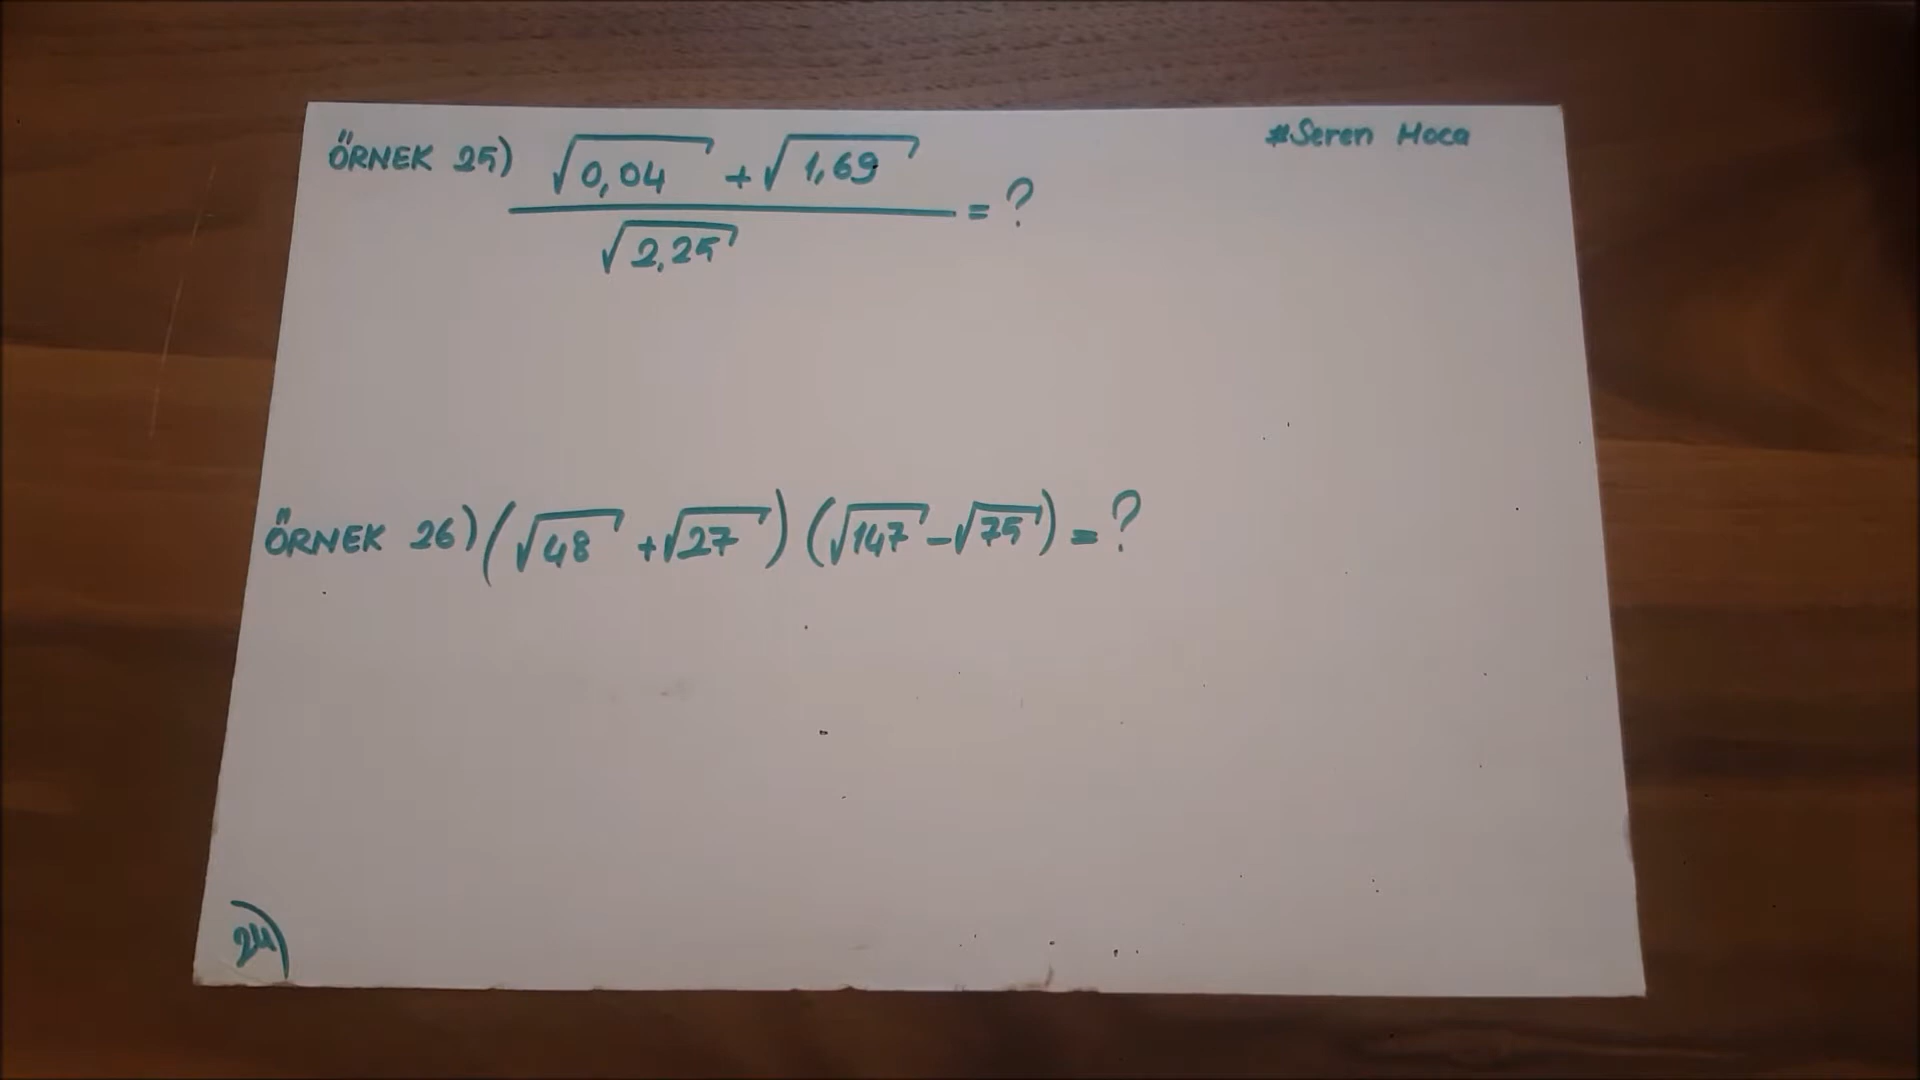 ÖRNEK 25) √0,04 + √1,69 / √2,25 = ?
#Seren Hoca
ÖRNEK 26) (√48 + √27) (√147 - √75) = ?
24)